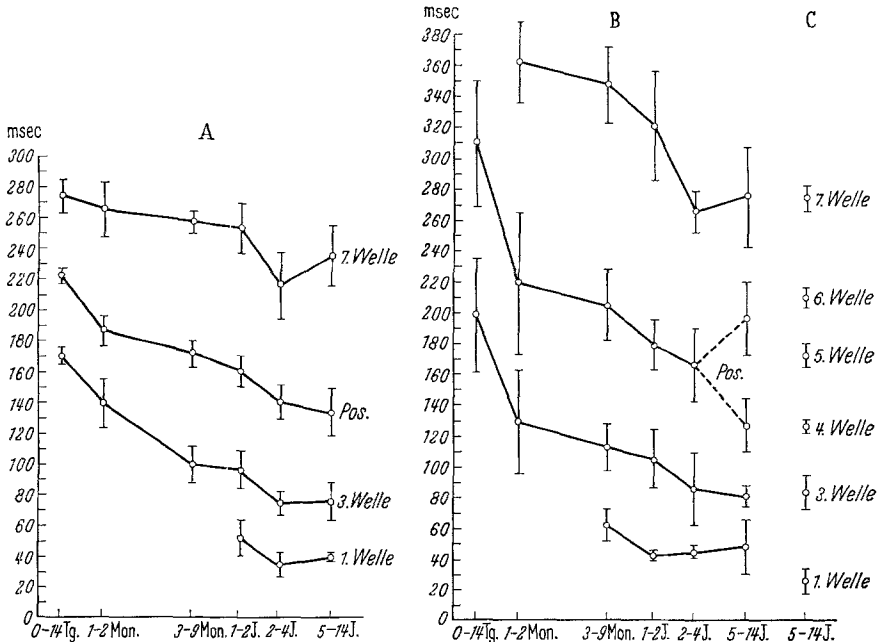 A
msec
300
280
260
240
220
200
180
160
140
120
100
80
60
40
20
0
7. Welle
Pos.
3. Welle
1. Welle
0-14 Tg. 1-2 Mon. 3-9 Mon. 1-2 J. 2-4 J. 5-14 J.
B
msec
380
360
340
320
300
280
260
240
220
200
180
160
140
120
100
80
60
40
20
0
Pos.
0-14 Tg.
1-2 Mon.
3-9 Mon.
1-2 J.
2-4 J.
5-14 J.
C
7. Welle
6. Welle
5. Welle
4. Welle
3. Welle
1. Welle
5-14 J.